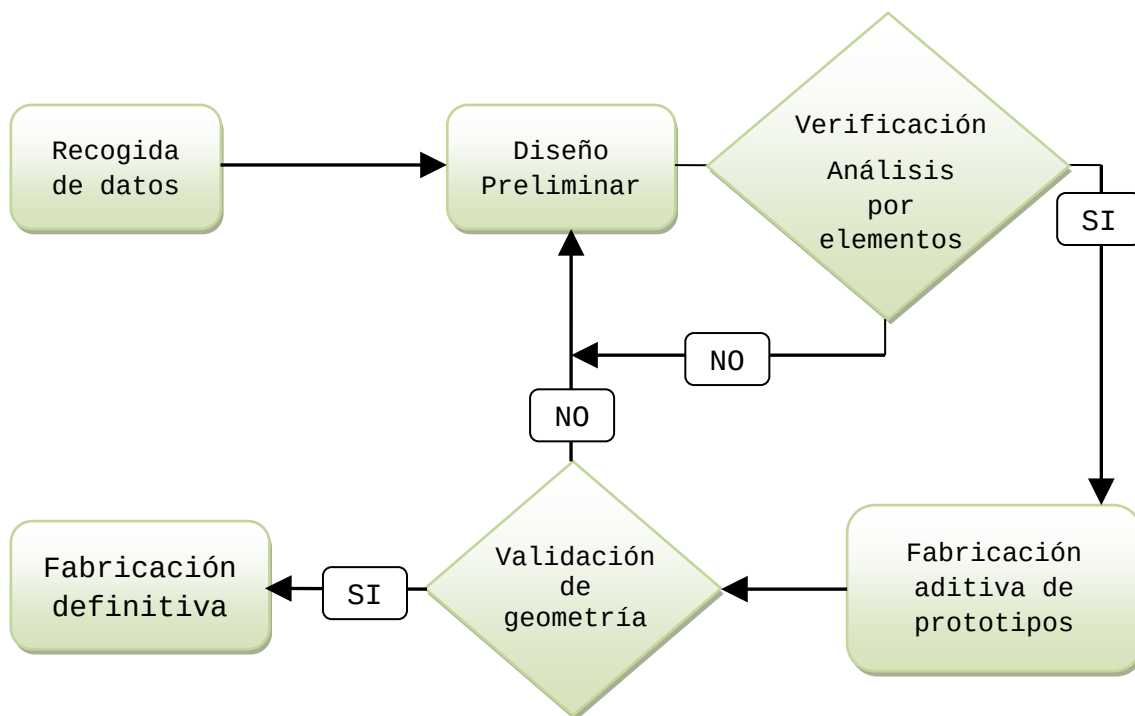 Recogida
de datos
Diseño
Preliminar
Verificación
Análisis
por
elementos
SI
NO
NO
Fabricación
definitiva
SI
Validación
de
geometría
Fabricación
aditiva de
prototipos